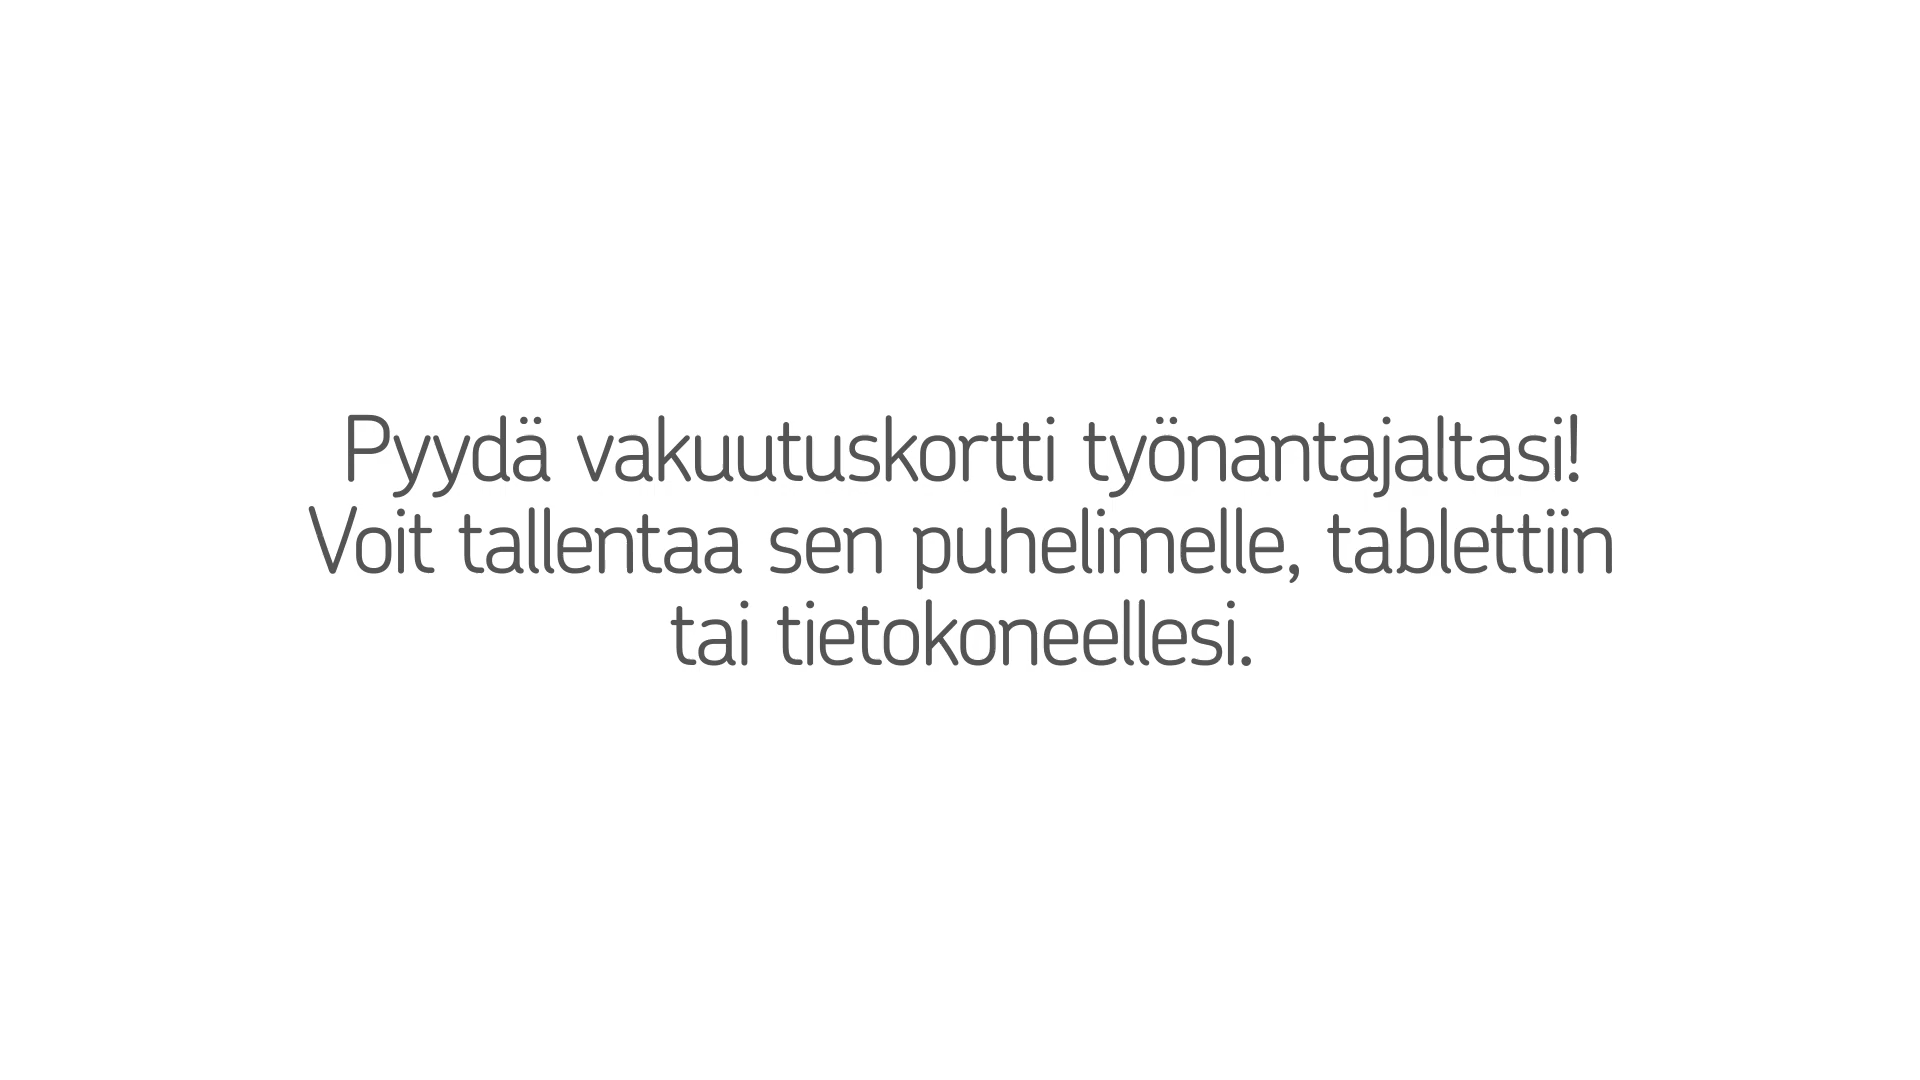 Pyydä vakuutuskortti työnantajaltasi!
Voit tallentaa sen puhelimelle, tablettiin
tai tietokoneellesi.